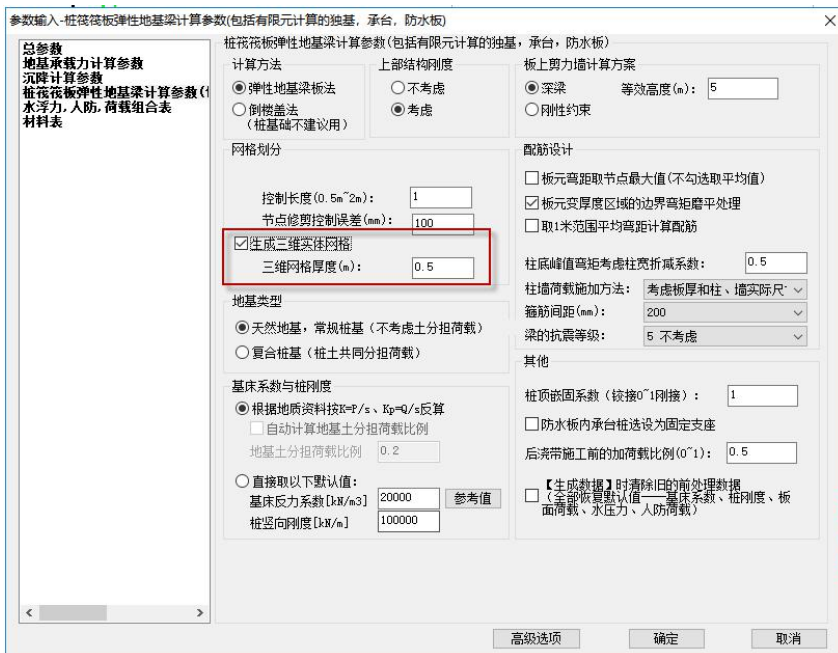 参数输入-桩筏筏板弹性地基梁计算参数(包括有限元计算的独基，承台，防水板)
总参数
地基承载力计算参数
沉降计算参数
桩筏筏板弹性地基梁计算参数(
水浮力,人防,荷载组合表
材料表
桩筏筏板弹性地基梁计算参数(包括有限元计算的独基，承台，防水板)
计算方法
弹性地基梁板法
倒楼盖法
(桩基础不建议用)
上部结构刚度
不考虑
考虑
板上剪力墙计算方案
深梁
等效高度(m):
5
刚性约束
网格划分
控制长度(0.5m~2m):
1
节点修剪控制误差(mm):
100
生成三维实体网格
三维网格厚度(m):
0.5
地基类型
天然地基，常规桩基(不考虑土分担荷载)
复合桩基(桩土共同分担荷载)
基床系数与桩刚度
根据地质资料按K=P/s、Kp=Q/s反算
自动计算地基土分担荷载比例
地基土分担荷载比例
0.2
直接取以下默认值:
基床反力系数[kN/m3]
20000
参考值
桩竖向刚度[kN/m]
100000
配筋设计
板元弯距取节点最大值(不勾选取平均值)
板元变厚度区域的边界弯矩磨平处理
取1米范围平均弯距计算配筋
柱底峰值弯矩考虑柱宽折减系数:
0.5
柱墙荷载施加方法:
考虑板厚和柱、墙实际尺
箍筋间距(mm):
200
梁的抗震等级:
5 不考虑
其他
桩顶嵌固系数(铰接0~1刚接):
1
防水板内承台桩选设为固定支座
后浇带施工前的加荷载比例(0~1):
0.5
【生成数据】时清除旧的前处理数据
(全部恢复默认值——基床系数、桩刚度、板
面荷载、水压力、人防荷载)
高级选项
确定
取消